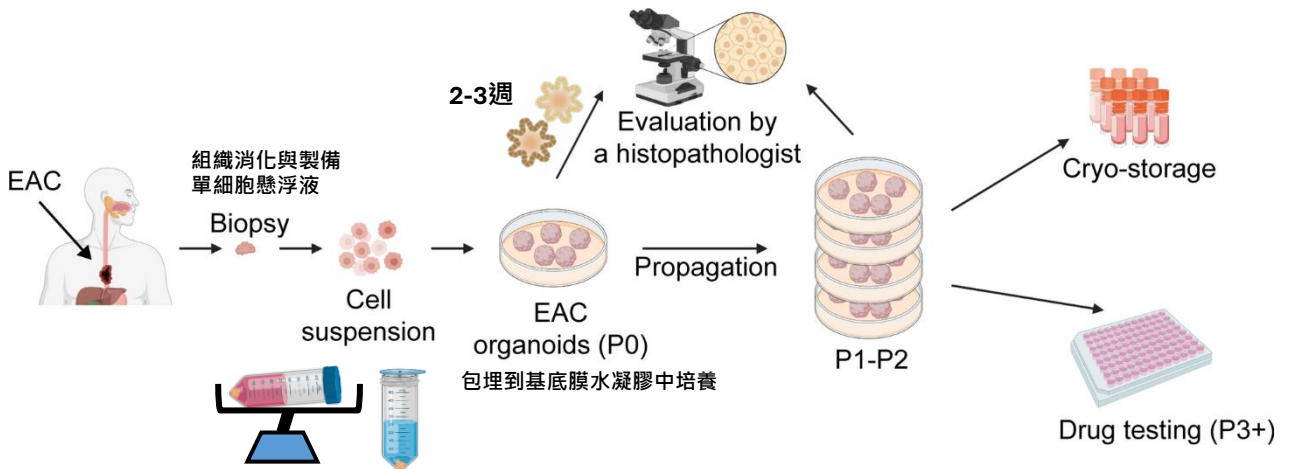 EAC
組織消化與製備
單細胞懸浮液
Biopsy
Cell
suspension
2-3週
EAC
organoids (P0)
包埋到基底膜水凝膠中培養
Evaluation by
a histopathologist
Propagation
P1-P2
Cryo-storage
Drug testing (P3+)